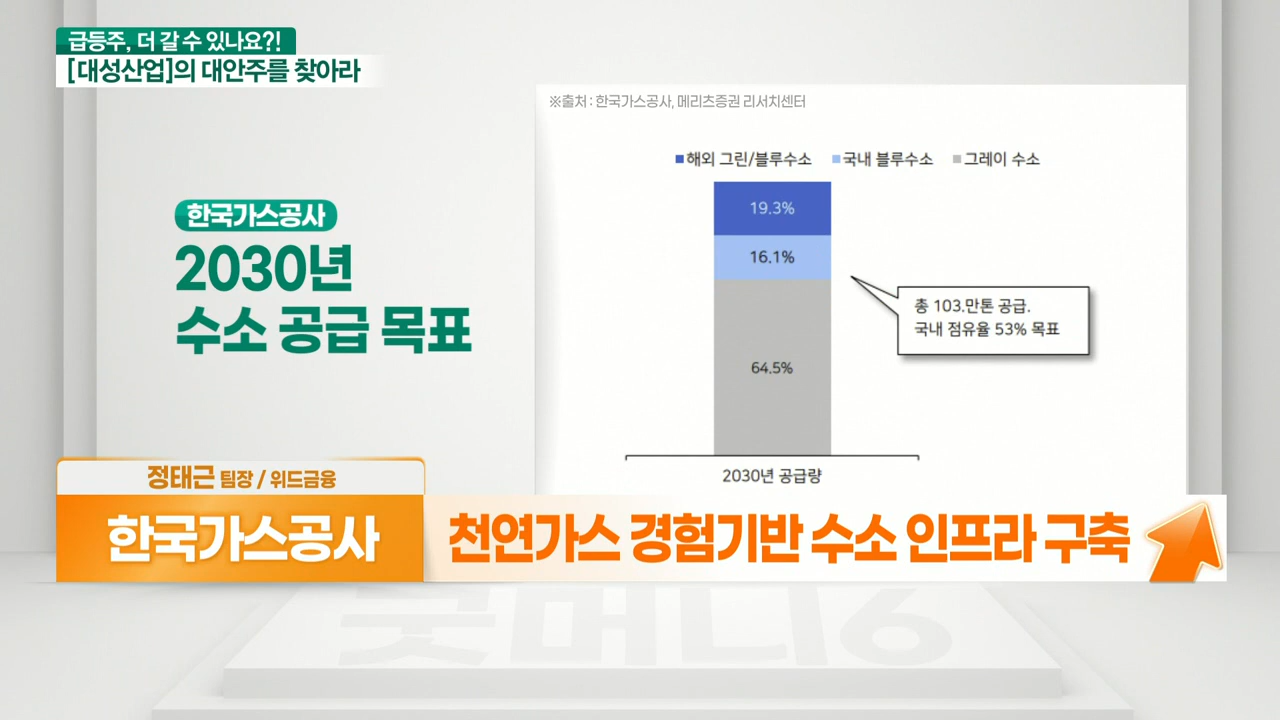 급등주, 더 갈 수 있나요?!
[대성산업]의 대안주를 찾아라
※출처 : 한국가스공사, 메리츠증권 리서치센터
해외 그린/블루수소 국내 블루수소 그레이 수소
한국가스공사
2030년
수소 공급 목표
19.3%
16.1%
64.5%
총 103.만톤 공급.
국내 점유율 53% 목표
2030년 공급량
정태근 팀장 / 위드금융
한국가스공사
천연가스 경험기반 수소 인프라 구축
굿머니6